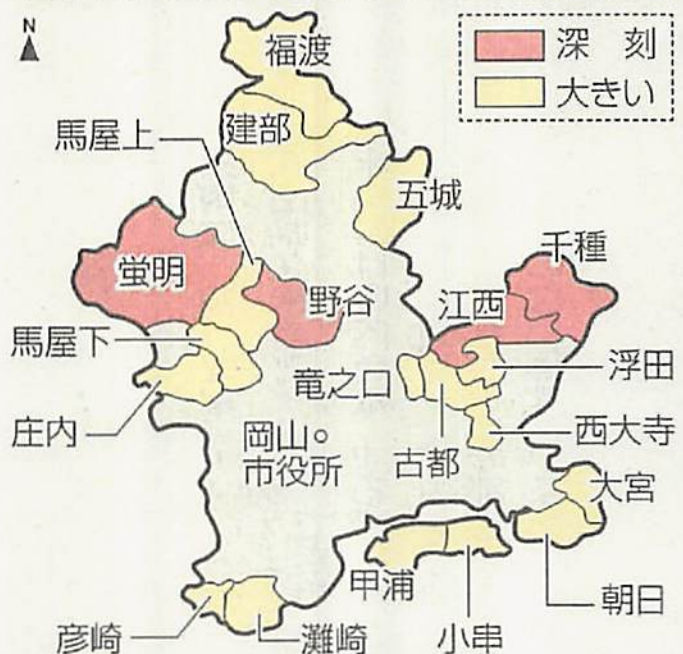 N
深刻
大きい
福渡
建部
馬屋上
五城
千種
蛍明
野谷
江西
馬屋下
竜之口
浮田
庄内
岡山
市役所
古都
西大寺
大宮
甲浦
朝日
彦崎
灘崎
小串